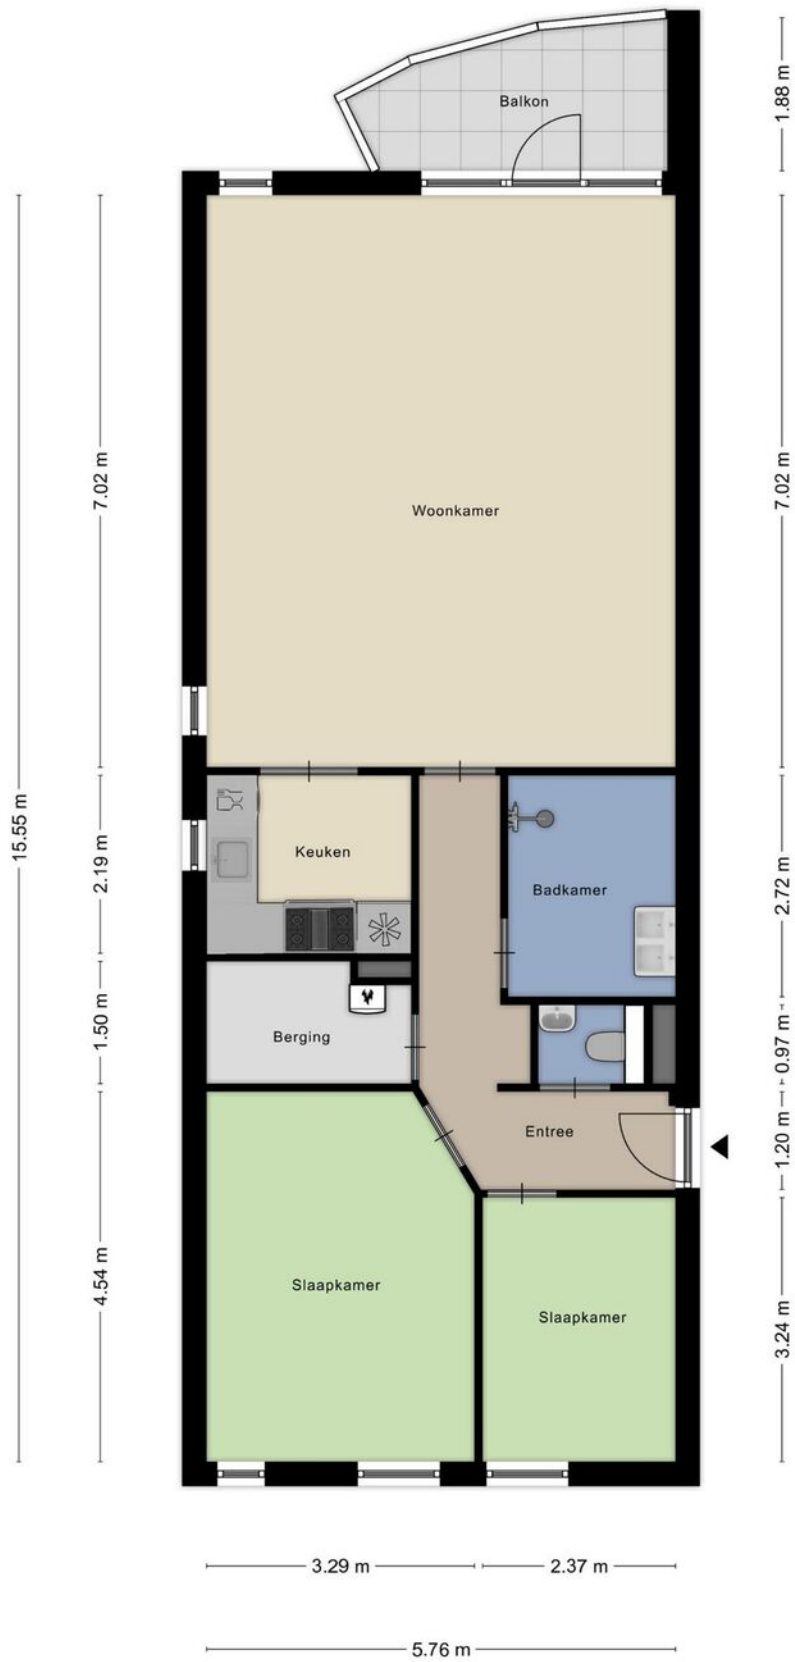 Balkon
1.88 m
Woonkamer
7.02 m
7.02 m
15.55 m
Keuken
2.19 m
Badkamer
2.72 m
Berging
1.50 m
0.97 m
Entree
1.20 m
Slaapkamer
4.54 m
Slaapkamer
3.24 m
3.29 m
2.37 m
5.76 m